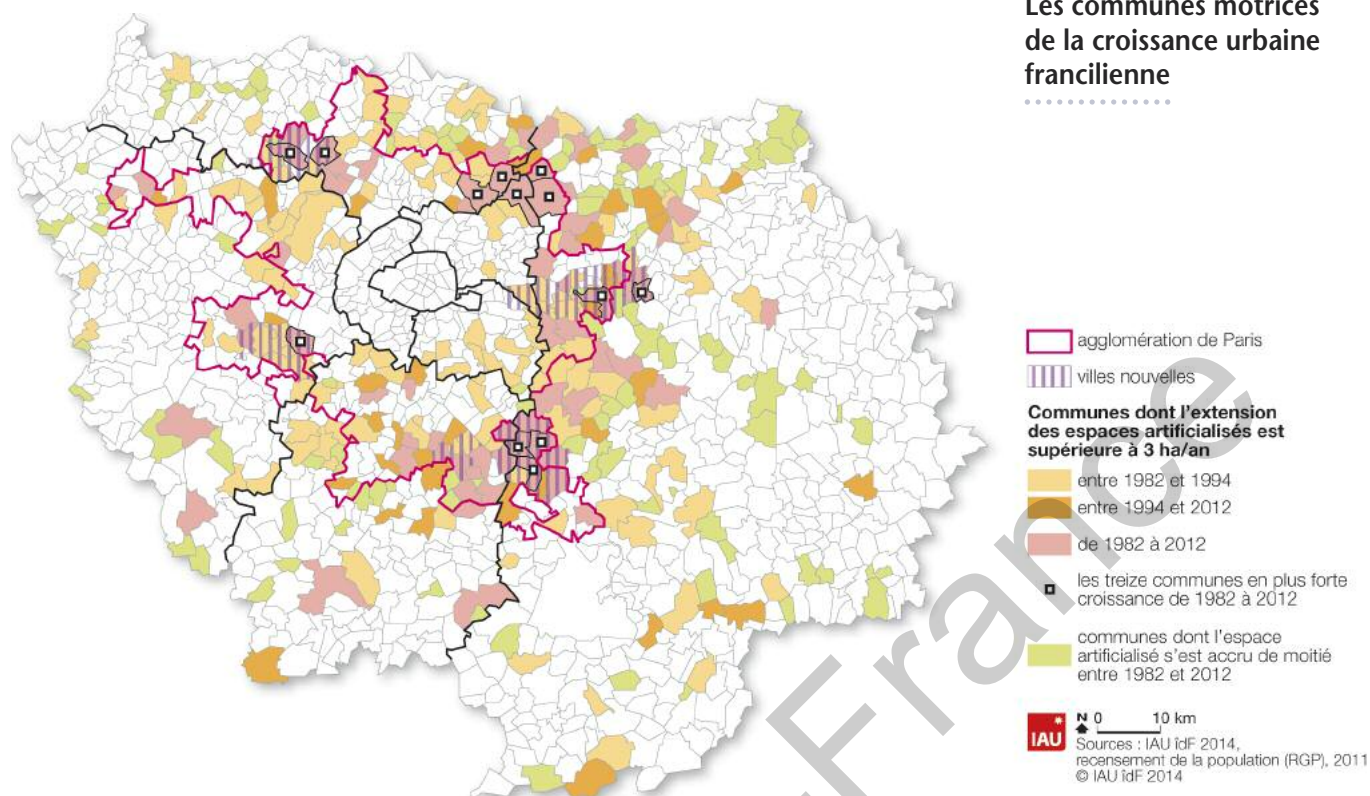 Les communes motrices
de la croissance urbaine
francilienne
agglomération de Paris
villes nouvelles
Communes dont l'extension
des espaces artificialisés est
supérieure à 3 ha/an
entre 1982 et 1994
entre 1994 et 2012
de 1982 à 2012
les treize communes en plus forte
croissance de 1982 à 2012
communes dont l'espace
artificialisé s'est accru de moitié
entre 1982 et 2012
IAU
N 0 10 km
Sources : IAU îdF 2014,
recensement de la population (RGP), 2011
© IAU îdF 2014
France